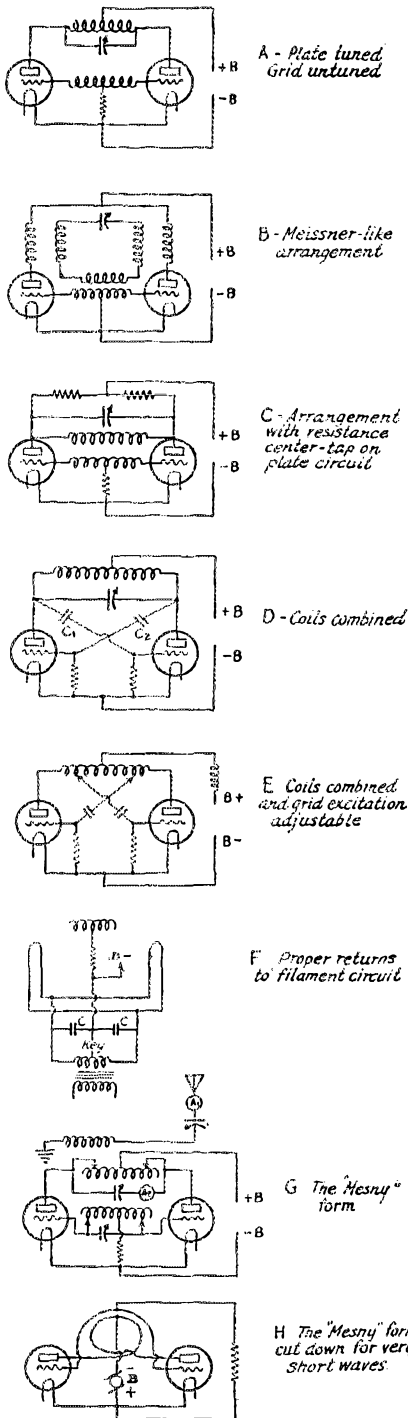 A - Plate tuned
Grid untuned
+B
-B
B - Meissner-like
arrangement
+B
-B
C - Arrangement
with resistance
center-tap on
plate circuit
+B
-B
C₁
C₂
D - Coils combined
+B
-B
E Coils combined
and grid excitation
adjustable
B+
B-
F Proper returns
to filament circuit
B-
C
C
Key
G The "Mesny"
form
+B
-B
H The "Mesny" form
cut down for very
short waves
-
B
+